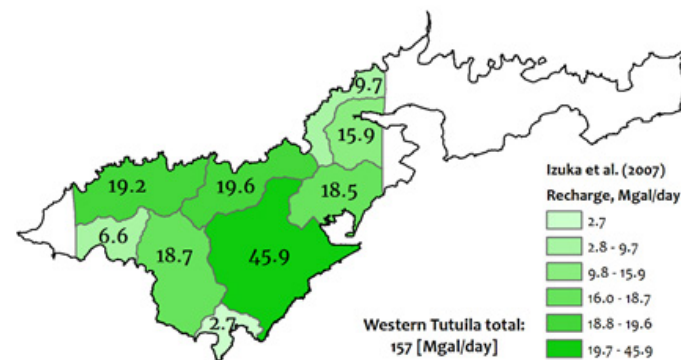 9.7
15.9
19.2
19.6
18.5
6.6
18.7
45.9
2.7
Izuka et al. (2007)
Recharge, Mgal/day
2.7
2.8 - 9.7
9.8 - 15.9
16.0 - 18.7
18.8 - 19.6
19.7 - 45.9
Western Tutuila total:
157 [Mgal/day]